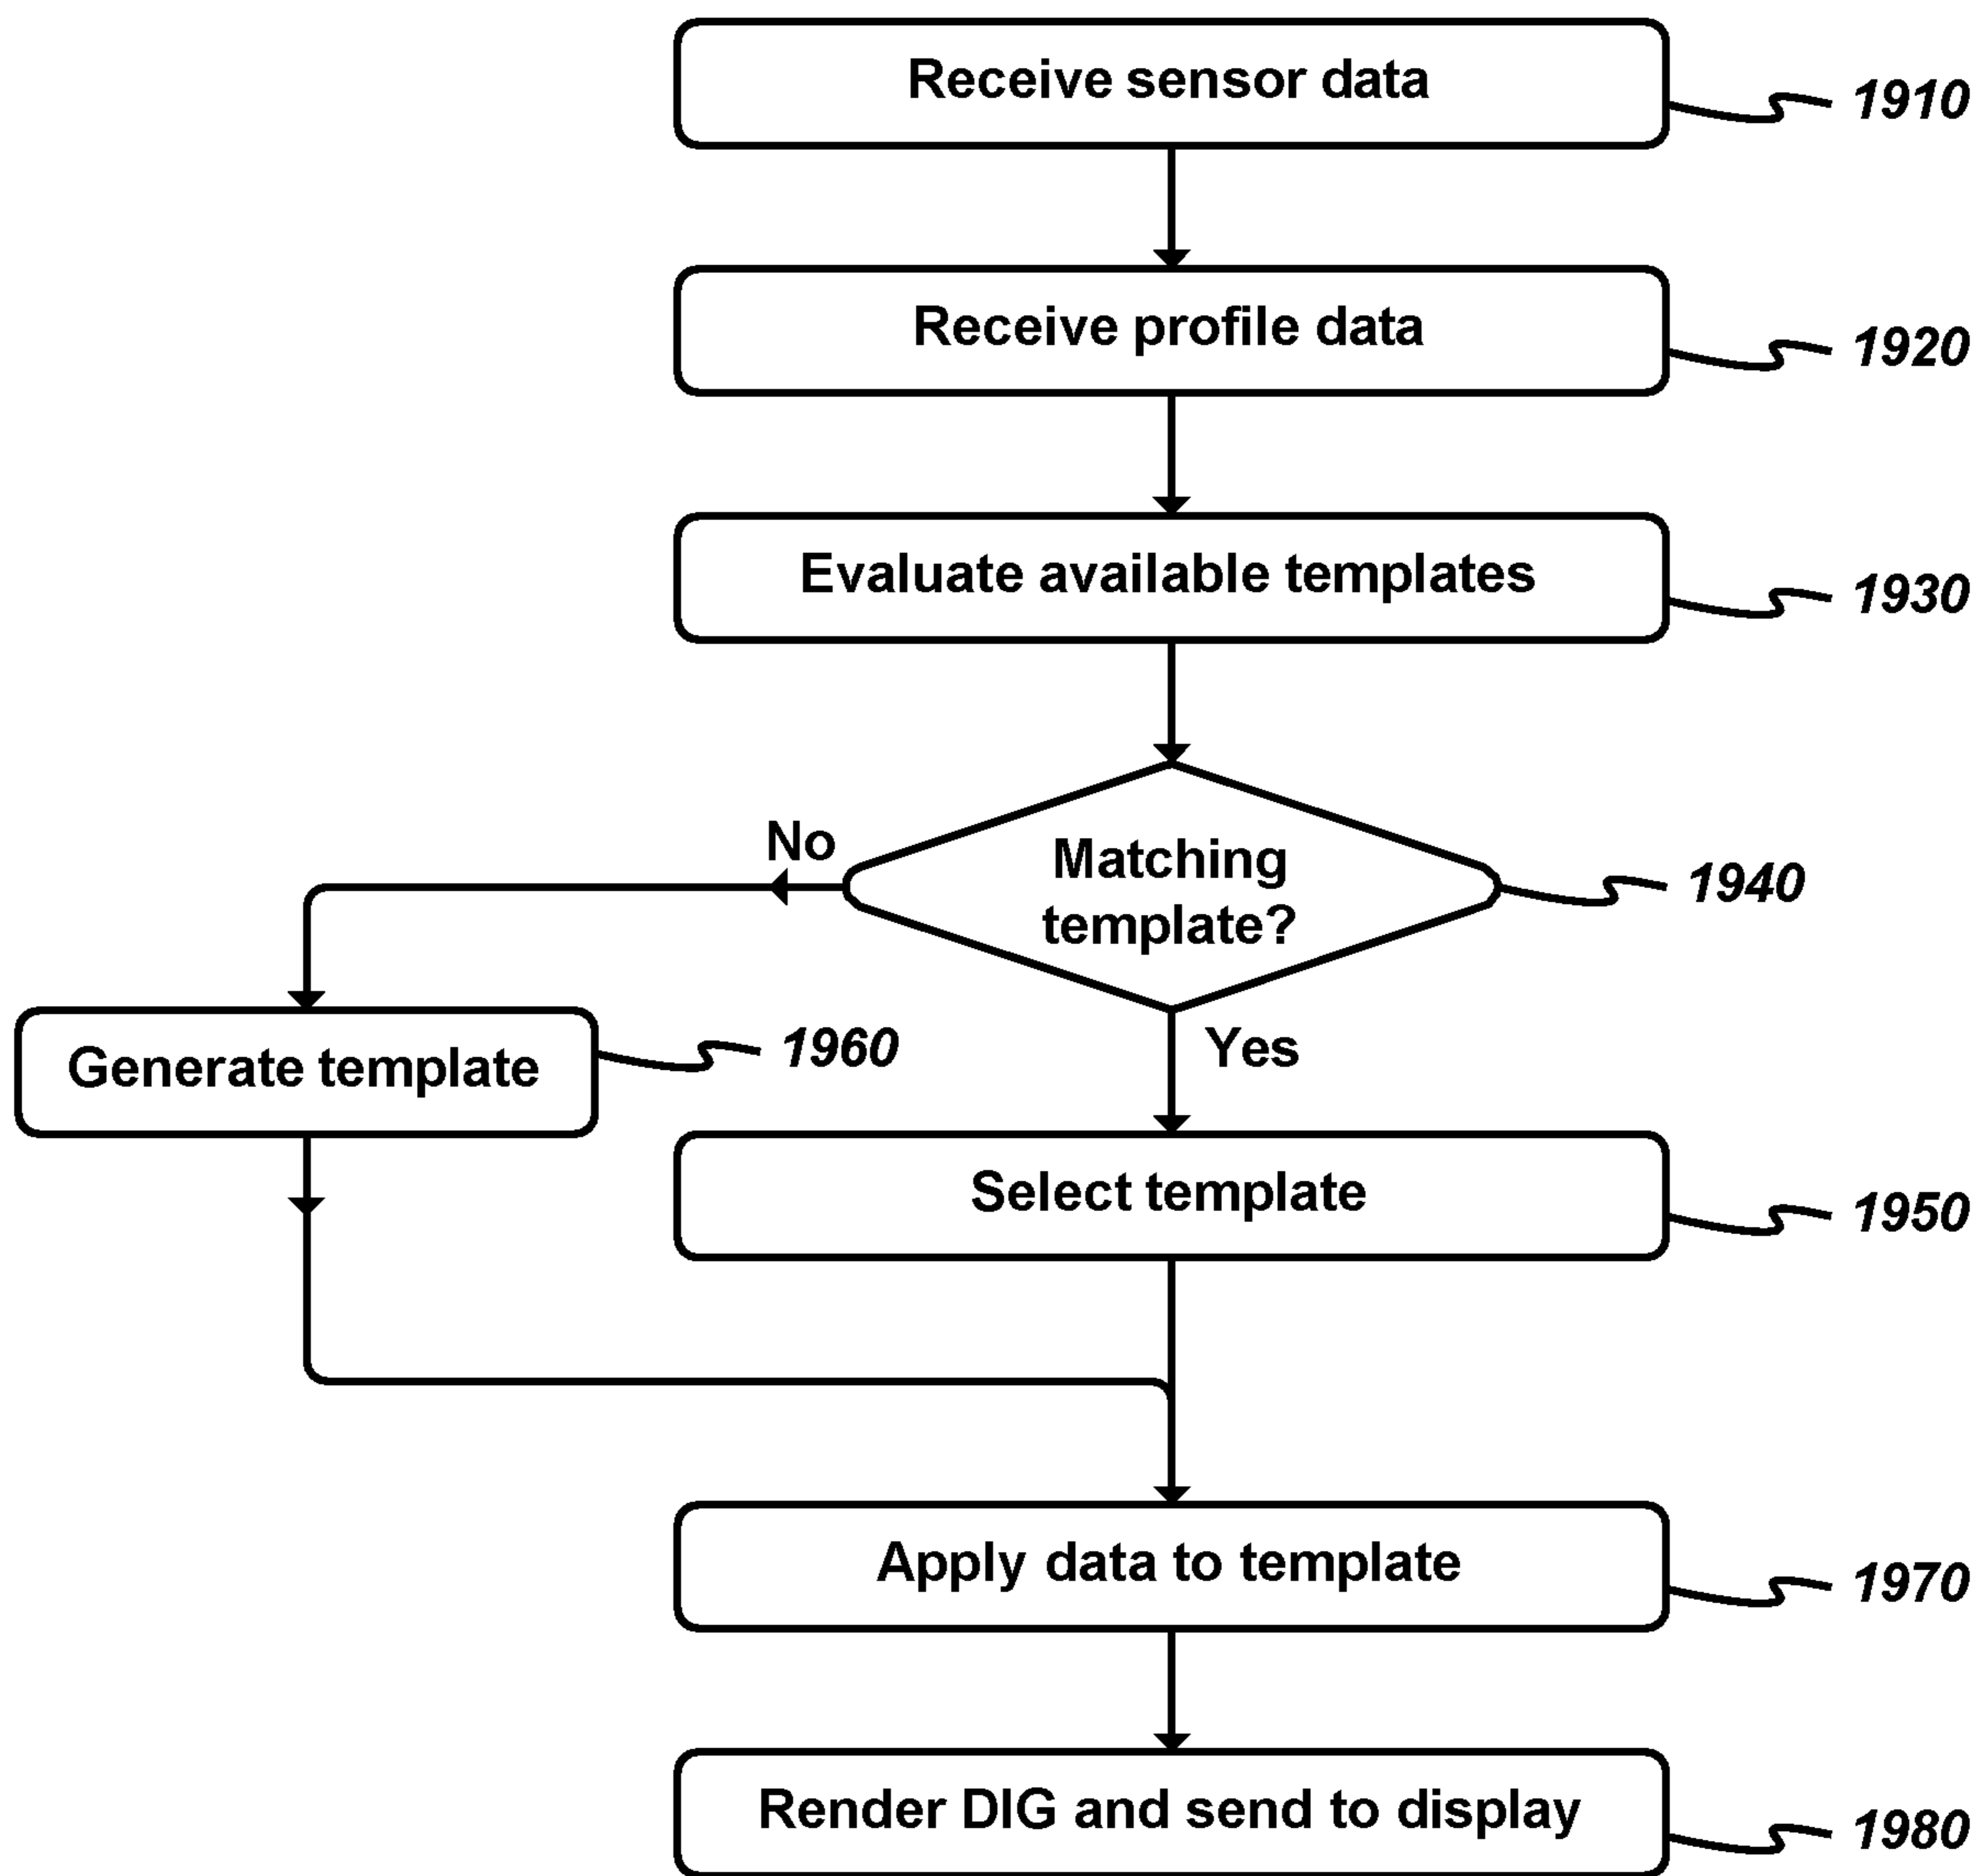 Receive sensor data
1910
Receive profile data
1920
Evaluate available templates
1930
No
Matching
template?
1940
Generate template
1960
Yes
Select template
1950
Apply data to template
1970
Render DIG and send to display
1980